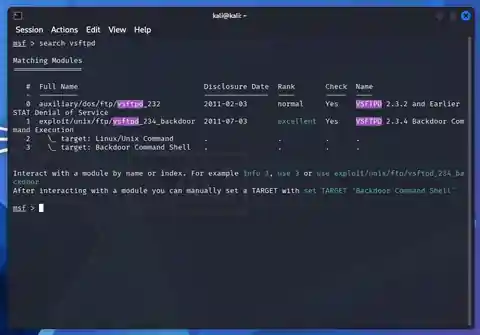 kali@kali: ~
Session Actions Edit View Help
msf > search vsftpd
Matching Modules
# Full Name Disclosure Date Rank Check Name
0 auxiliary/dos/ftp/vsftpd_232 2011-02-03 normal Yes VSFTPD 2.3.2 and Earlier
STAT Denial of Service
1 exploit/unix/ftp/vsftpd_234_backdoor 2011-07-03 excellent Yes VSFTPD 2.3.4 Backdoor Com
mand Execution
2 \_ target: Linux/Unix Command . . . .
3 \_ target: Backdoor Command Shell . . . .
Interact with a module by name or index. For example info 3, use 3 or use exploit/unix/ftp/vsftpd_234_ba
ckdoor
After interacting with a module you can manually set a TARGET with set TARGET 'Backdoor Command Shell'
msf >